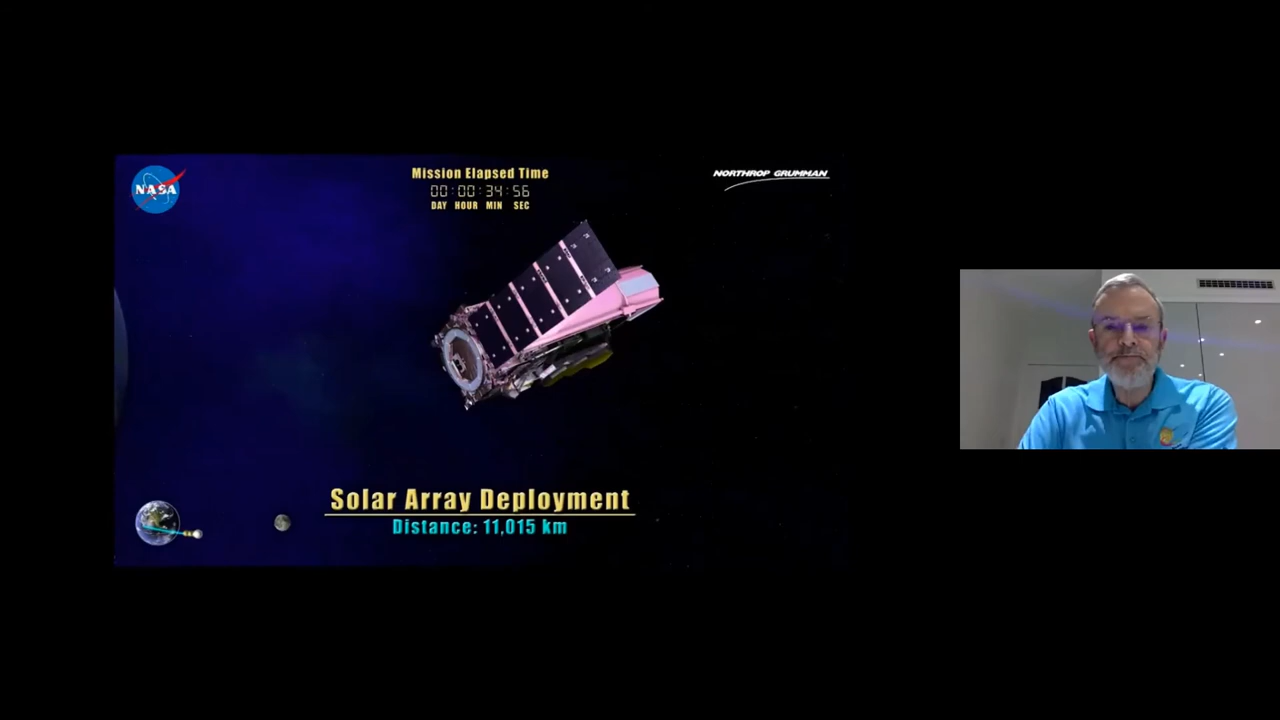 NASA
Mission Elapsed Time
00:00:34:56
DAY HOUR MIN SEC
NORTHROP GRUMMAN
Solar Array Deployment
Distance: 11,015 km